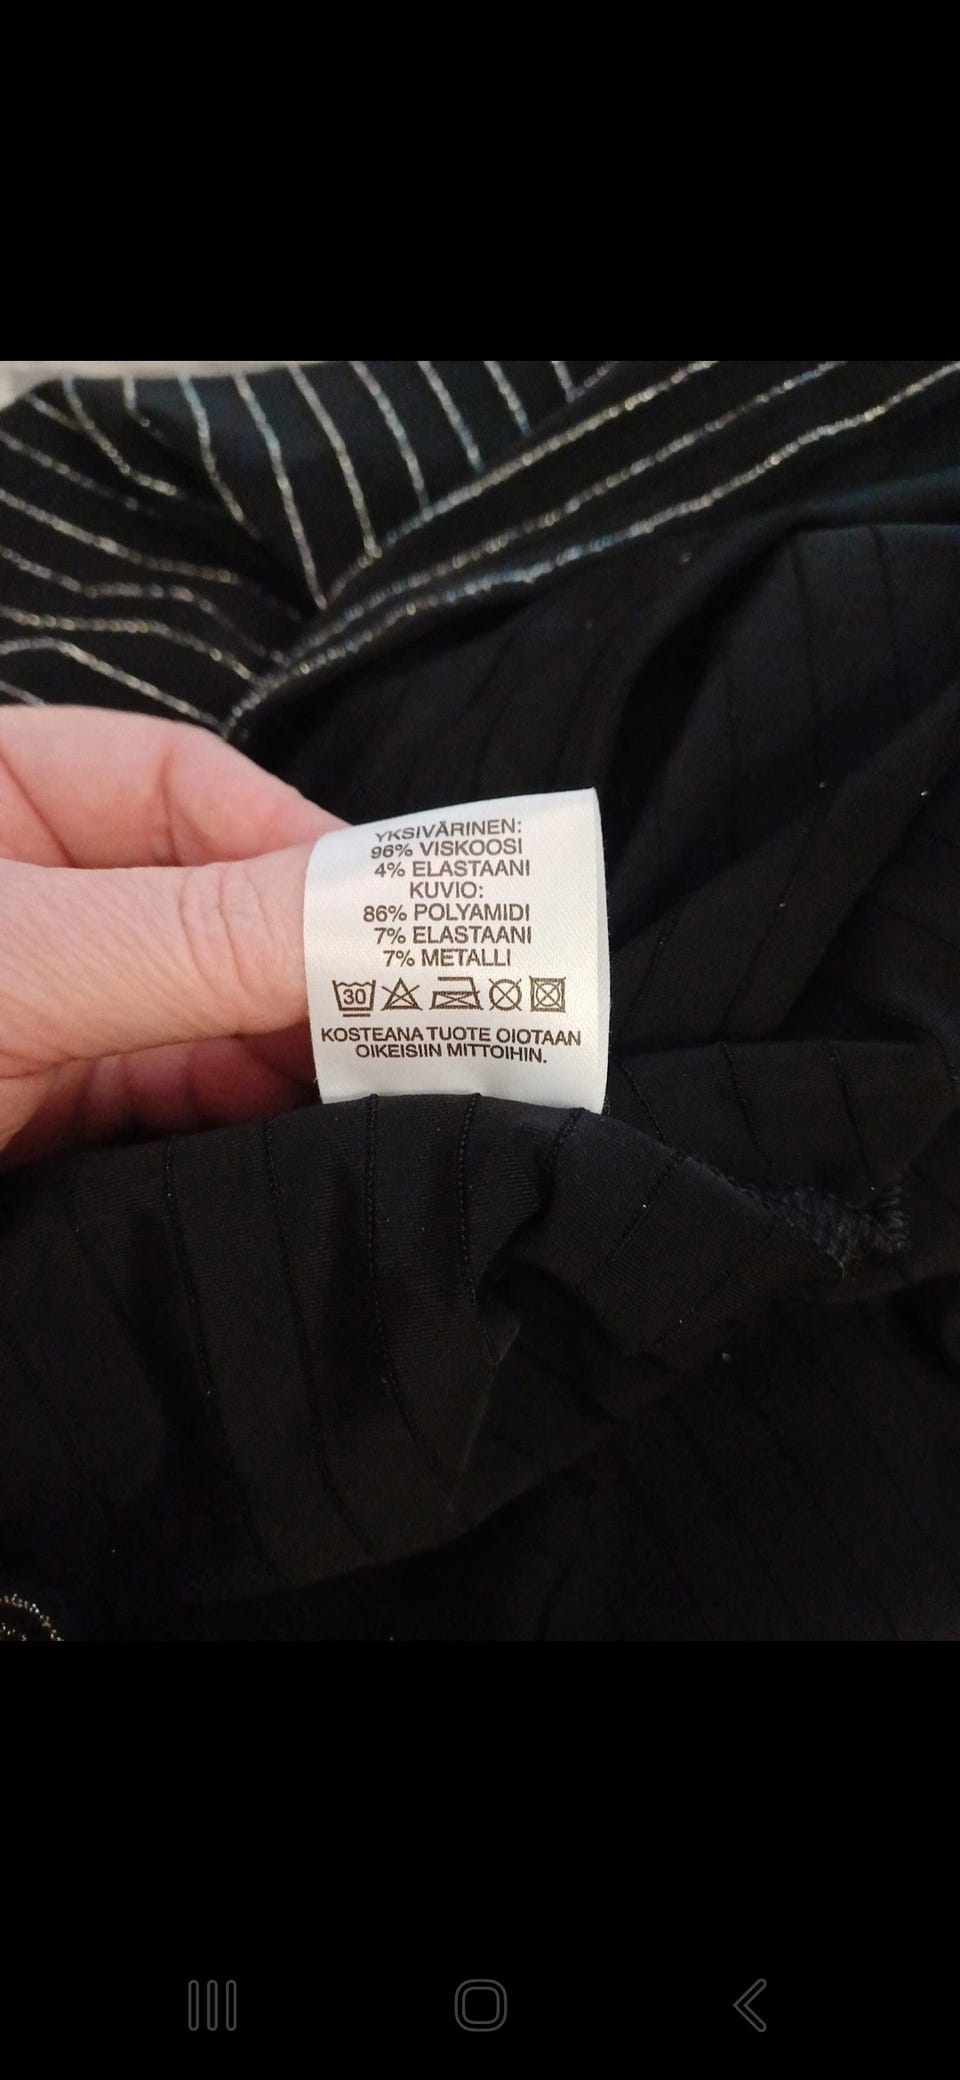 YKSIVÄRINEN:
96% VISKOOSI
4% ELASTAANI
KUVIO:
86% POLYAMIDI
7% ELASTAANI
7% METALLI
30
KOSTEANA TUOTE OIOTAAN
OIKEISIIN MITTOIHIN.